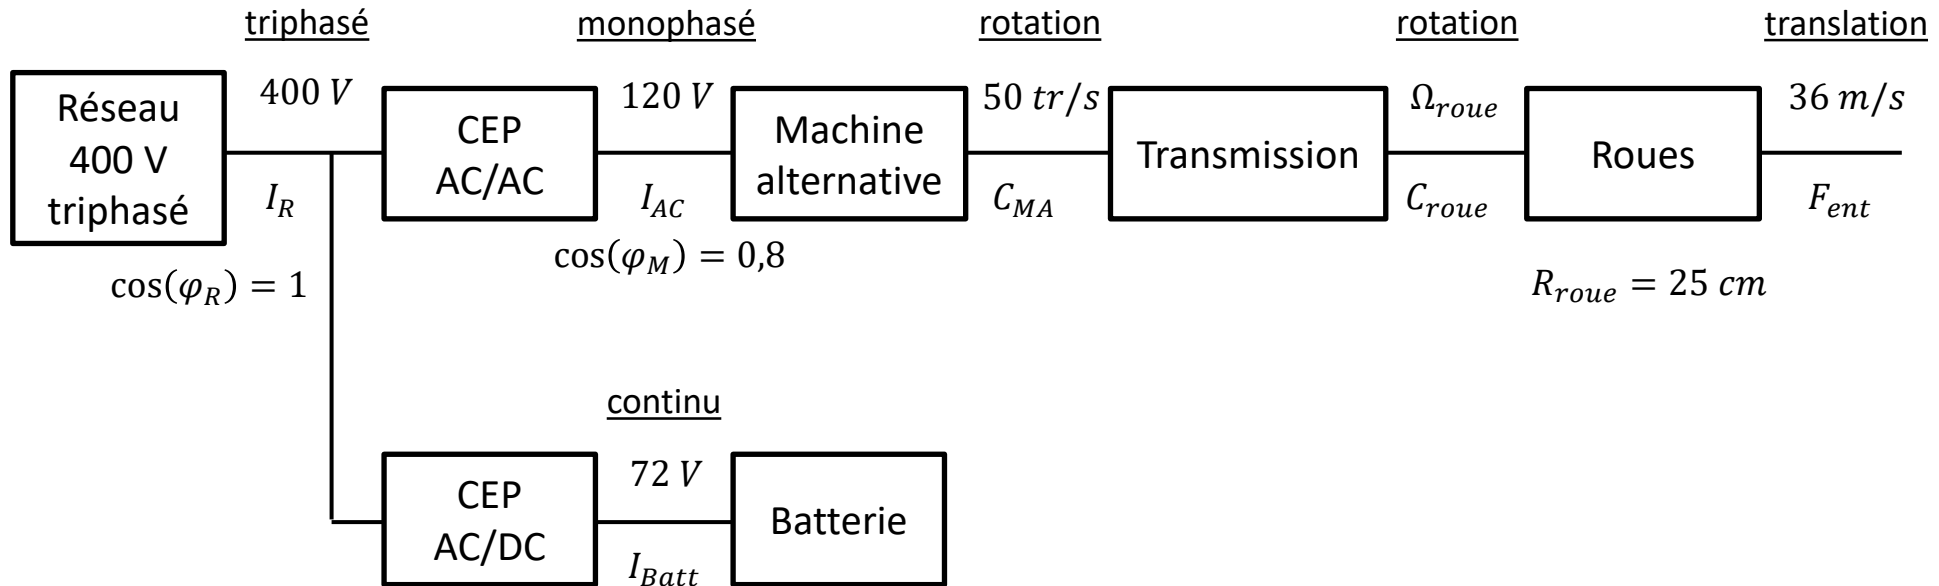 triphasé
monophasé
rotation
rotation
translation
Réseau
400 V
triphasé
400 V
I_R
cos(φ_R) = 1
CEP
AC/AC
120 V
I_AC
cos(φ_M) = 0,8
Machine
alternative
50 tr/s
C_MA
Transmission
Ω_roue
C_roue
Roues
R_roue = 25 cm
36 m/s
F_ent
continu
CEP
AC/DC
72 V
I_Batt
Batterie